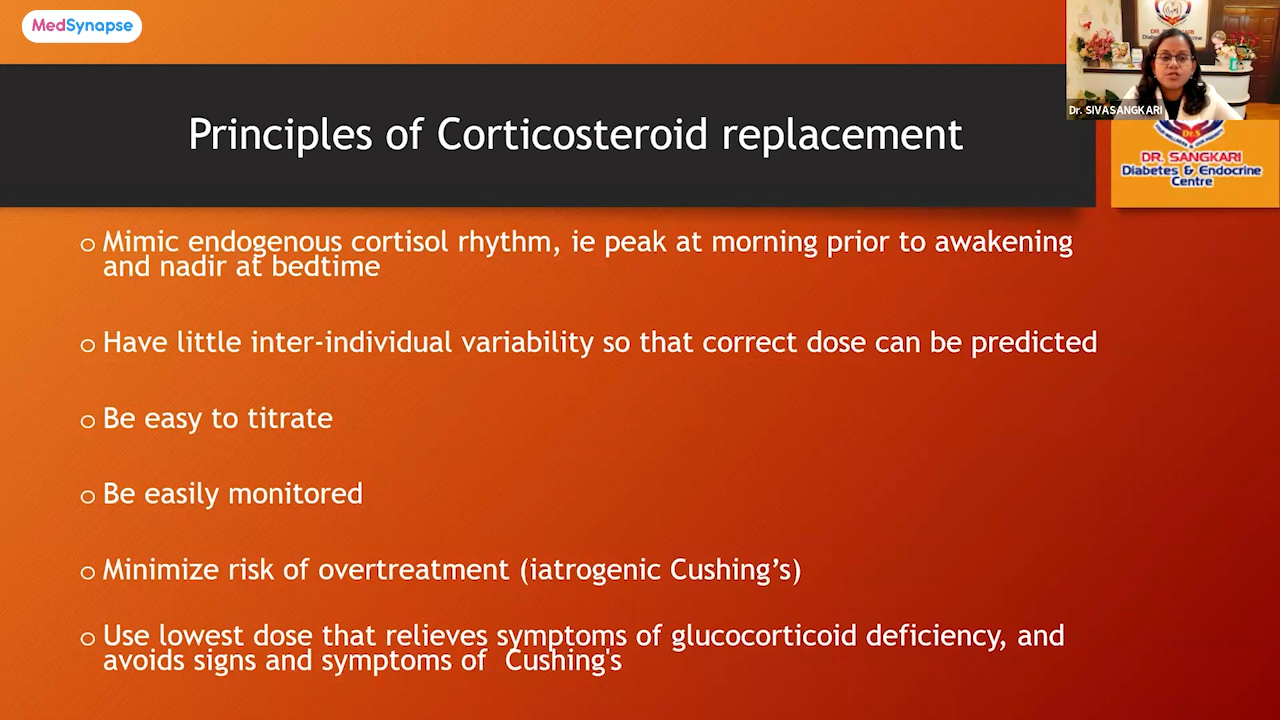 MedSynapse
Dr. SIVASANGKARI
Principles of Corticosteroid replacement
Dr.S
DR. SANGKARI
Diabetes & Endocrine
Centre
o Mimic endogenous cortisol rhythm, ie peak at morning prior to awakening
and nadir at bedtime
o Have little inter-individual variability so that correct dose can be predicted
o Be easy to titrate
o Be easily monitored
o Minimize risk of overtreatment (iatrogenic Cushing’s)
o Use lowest dose that relieves symptoms of glucocorticoid deficiency, and
avoids signs and symptoms of  Cushing's